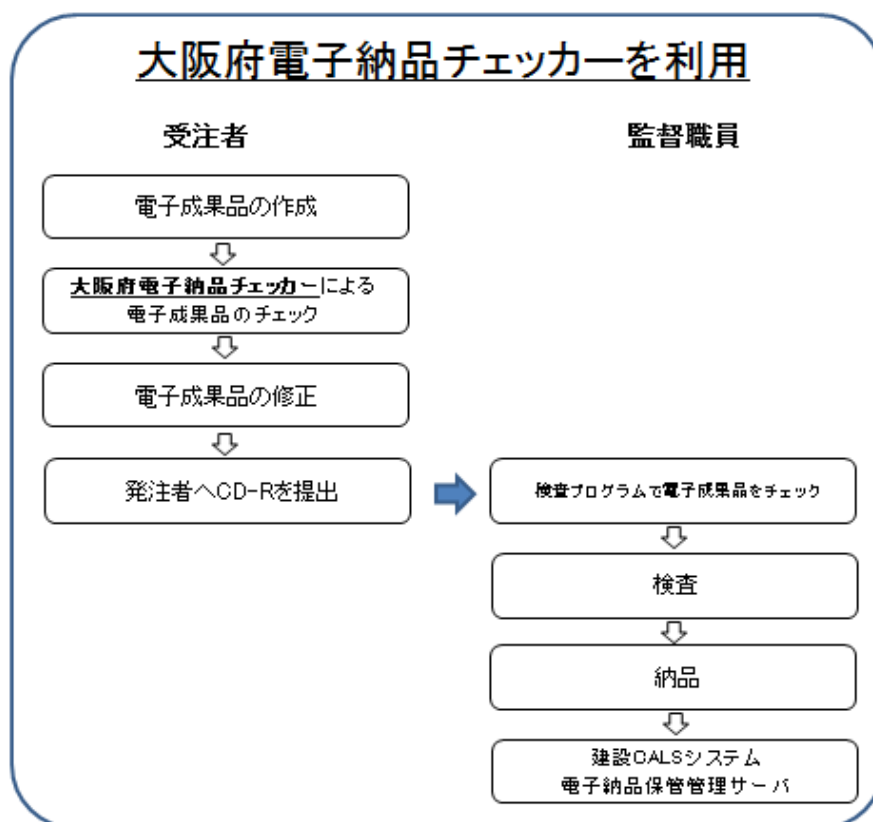 大阪府電子納品チェッカーを利用
受注者
監督職員
電子成果品の作成
大阪府電子納品チェッカーによる
電子成果品のチェック
電子成果品の修正
発注者へCD-Rを提出
検査プログラムで電子成果品をチェック
検査
納品
建設CALSシステム
電子納品保管管理サーバ